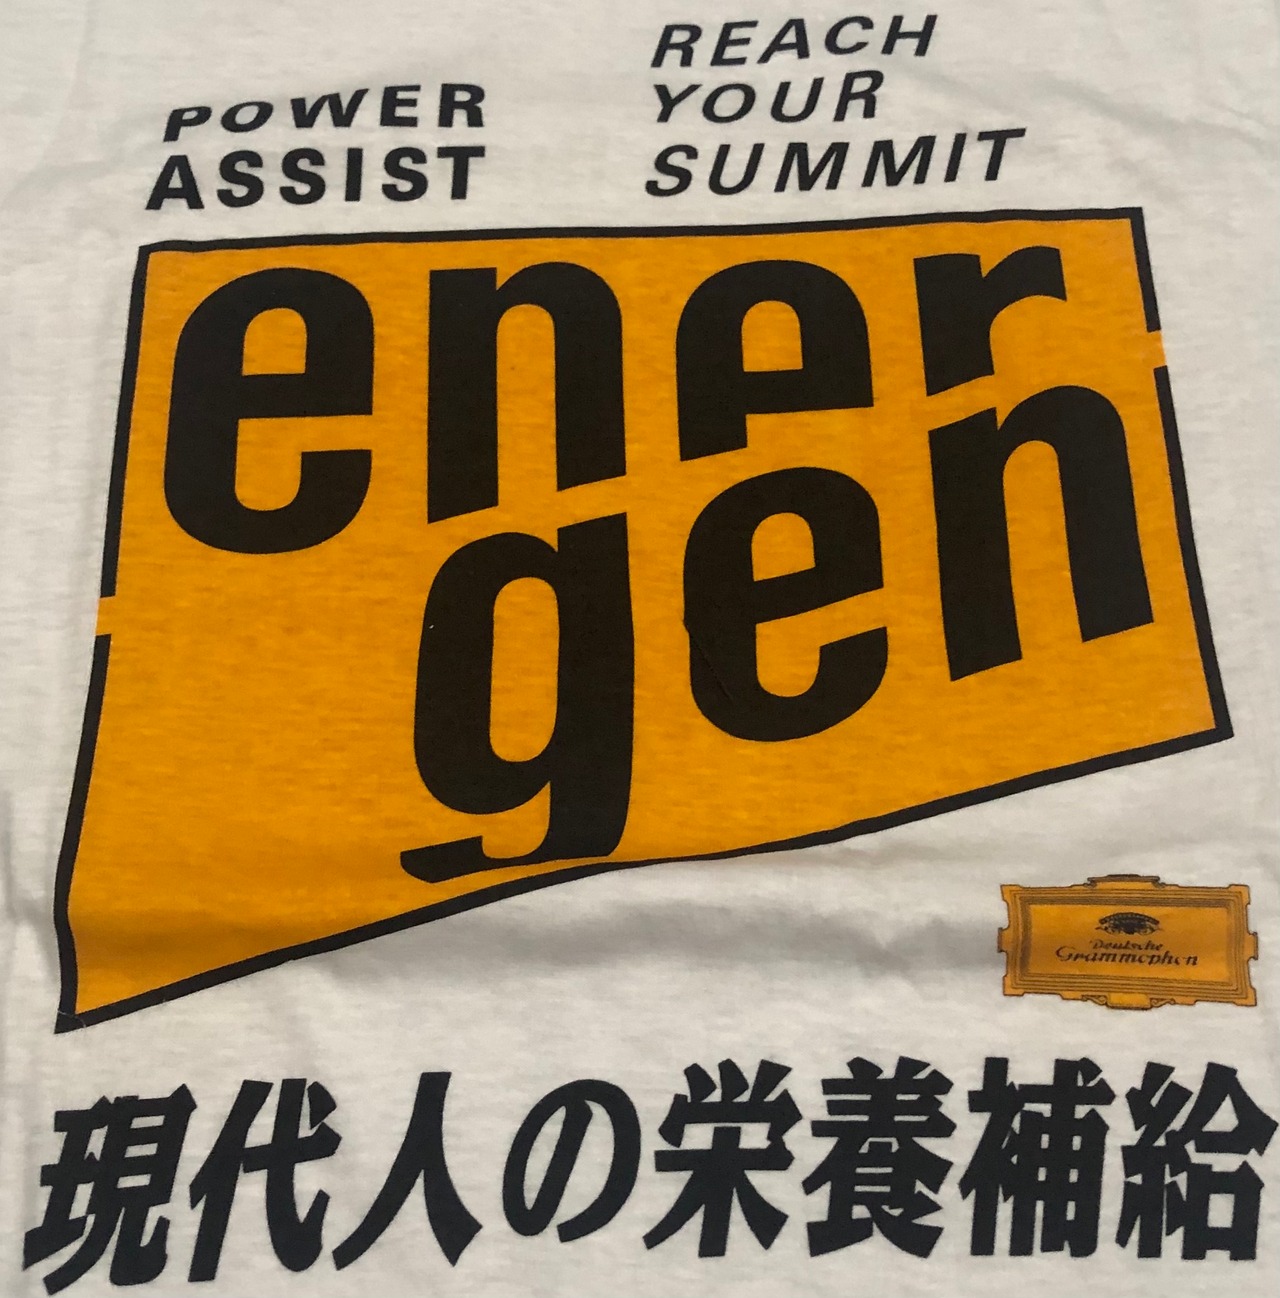 POWER
ASSIST
REACH
YOUR
SUMMIT
ener
gen
Deutsche
Grammophon
現代人の栄養補給